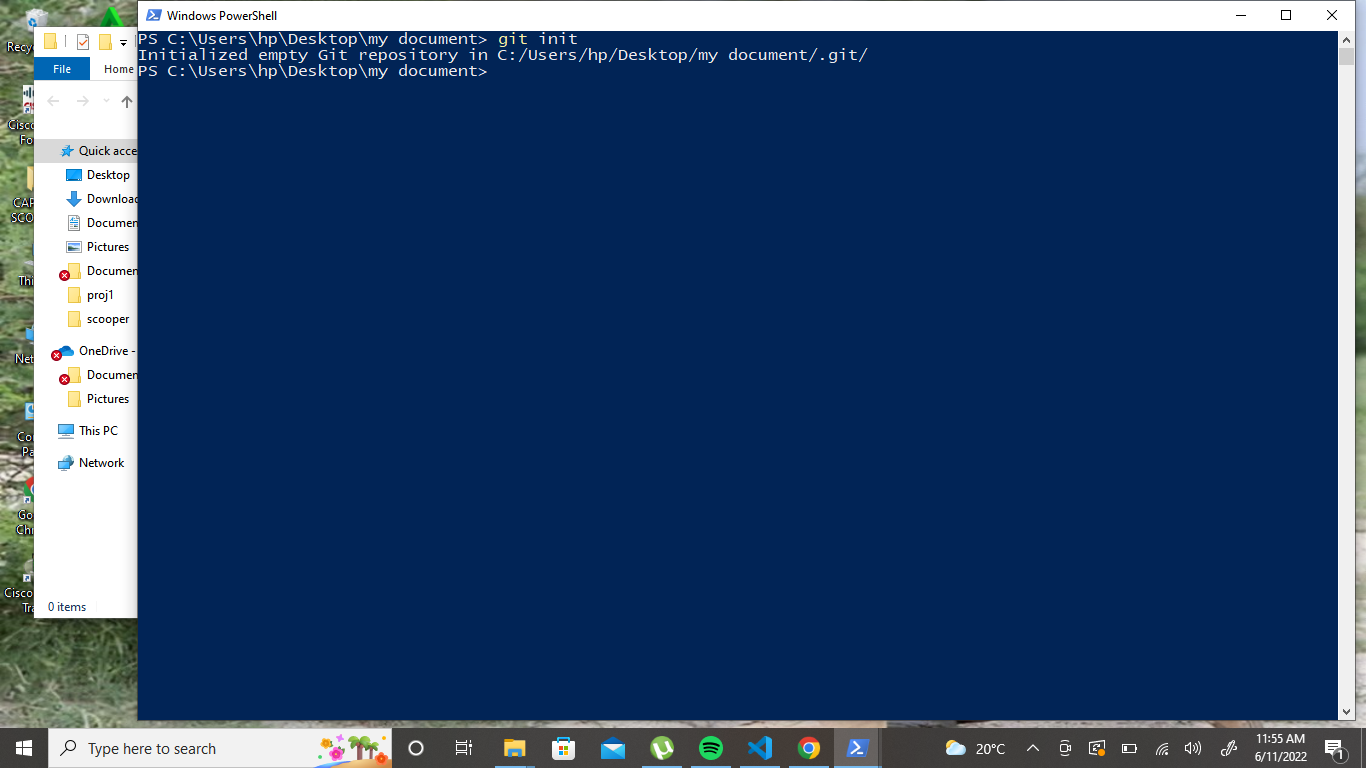 Windows PowerShell
PS C:\Users\hp\Desktop\my document> git init
Initialized empty Git repository in C:/Users/hp/Desktop/my document/.git/
PS C:\Users\hp\Desktop\my document>
File
Home
Quick acce
Desktop
Downloac
Documen
Pictures
Documen
proj1
scooper
OneDrive -
Documen
Pictures
This PC
Network
0 items
Recyc
Cisco
Fo
CAP
SCO
Thi
Net
Co
Pa
Go
Chr
Cisco
Tra
Type here to search
20°C
11:55 AM
6/11/2022
1